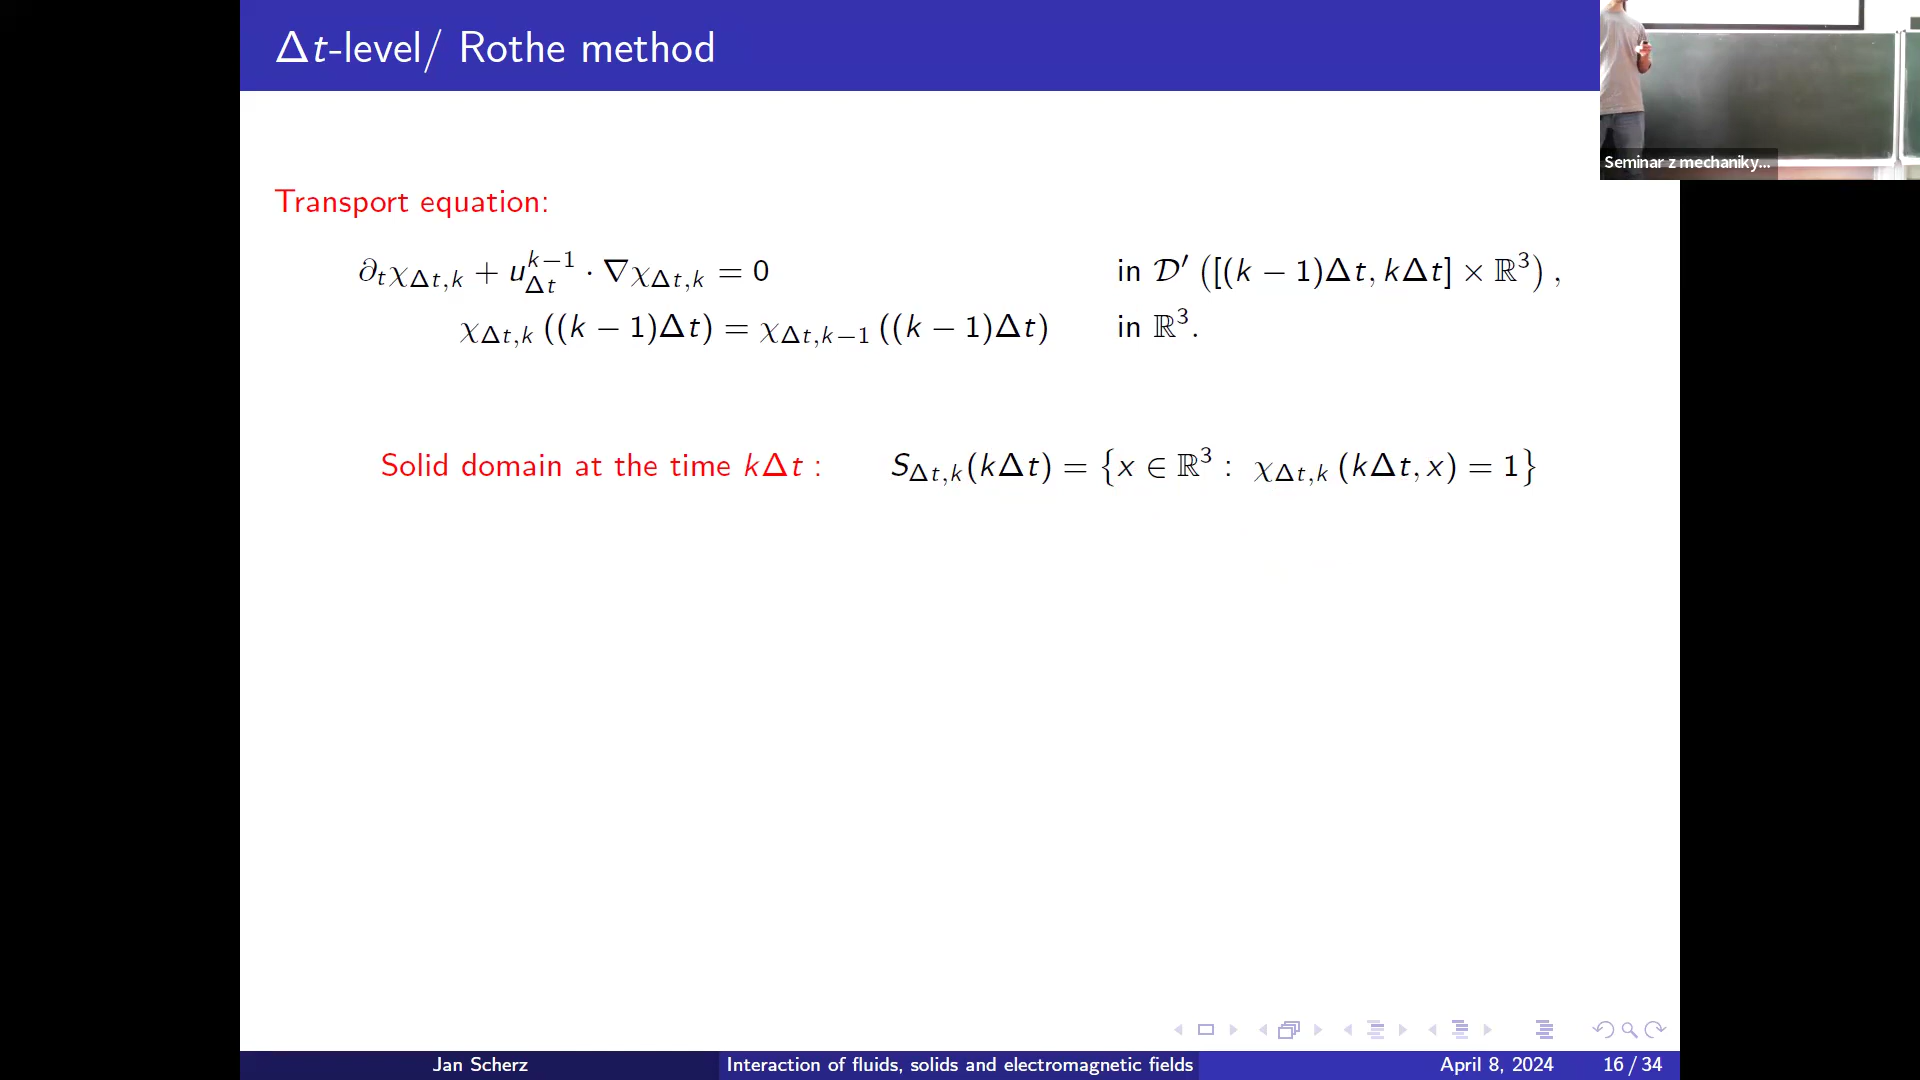 Δt-level/ Rothe method
Seminar z mechaniky...
Transport equation:
∂ₜχ_{Δt,k} + u_{Δt}^{k−1} · ∇χ_{Δt,k} = 0 in 𝒟′ ([(k − 1)Δt, kΔt] × ℝ³) ,
χ_{Δt,k} ((k − 1)Δt) = χ_{Δt,k−1} ((k − 1)Δt) in ℝ³.
Solid domain at the time kΔt : S_{Δt,k}(kΔt) = {x ∈ ℝ³ : χ_{Δt,k} (kΔt, x) = 1}
Jan Scherz Interaction of fluids, solids and electromagnetic fields April 8, 2024 16 / 34